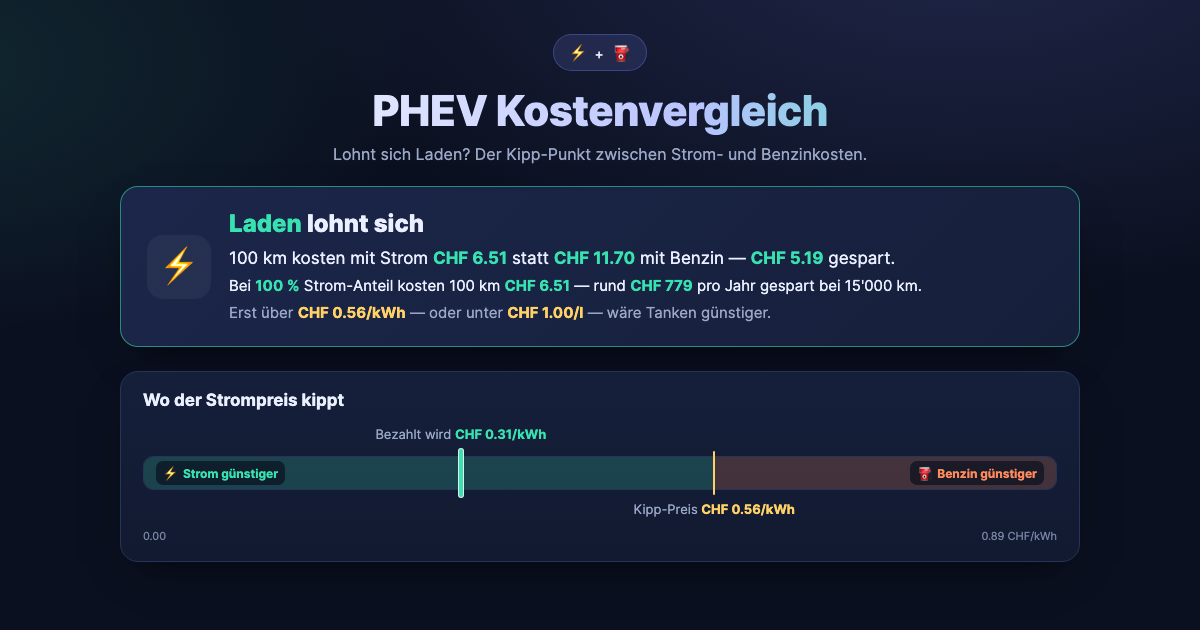 ⚡ + ⛽
PHEV Kostenvergleich
Lohnt sich Laden? Der Kipp-Punkt zwischen Strom- und Benzinkosten.
Laden lohnt sich
100 km kosten mit Strom CHF 6.51 statt CHF 11.70 mit Benzin — CHF 5.19 gespart.
Bei 100 % Strom-Anteil kosten 100 km CHF 6.51 — rund CHF 779 pro Jahr gespart bei 15'000 km.
Erst über CHF 0.56/kWh — oder unter CHF 1.00/l — wäre Tanken günstiger.
Wo der Strompreis kippt
Bezahlt wird CHF 0.31/kWh
⚡ Strom günstiger
⛽ Benzin günstiger
Kipp-Preis CHF 0.56/kWh
0.00
0.89 CHF/kWh